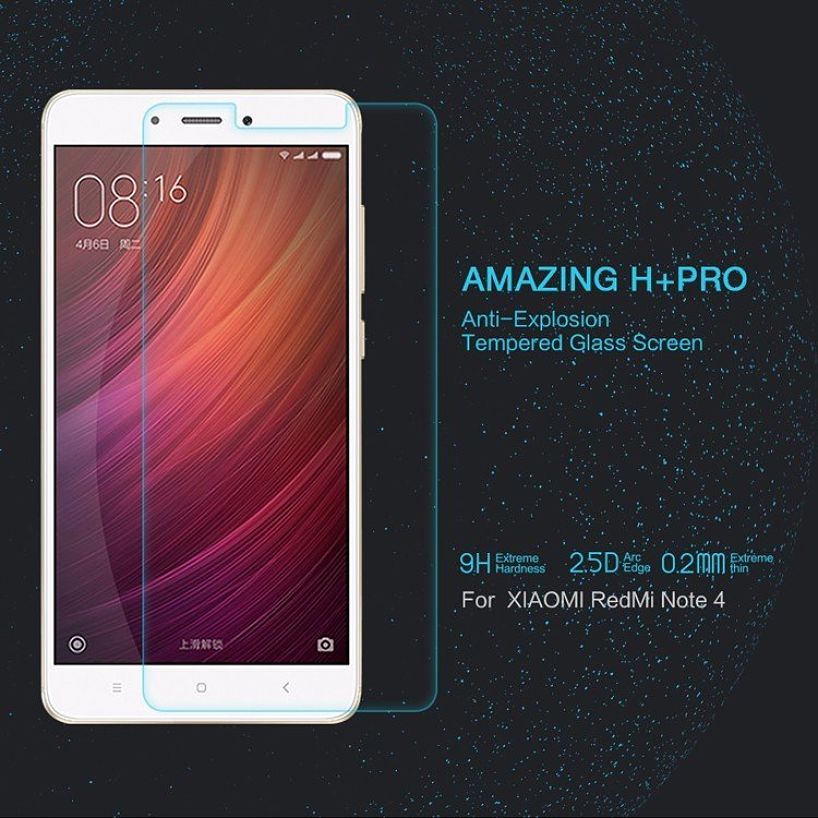 08:16
4月6日 周二
AMAZING H+PRO
Anti-Explosion
Tempered Glass Screen
9H Extreme Hardness 2.5D Arc Edge 0.2mm Extreme thin
For XIAOMI RedMi Note 4
上滑解锁